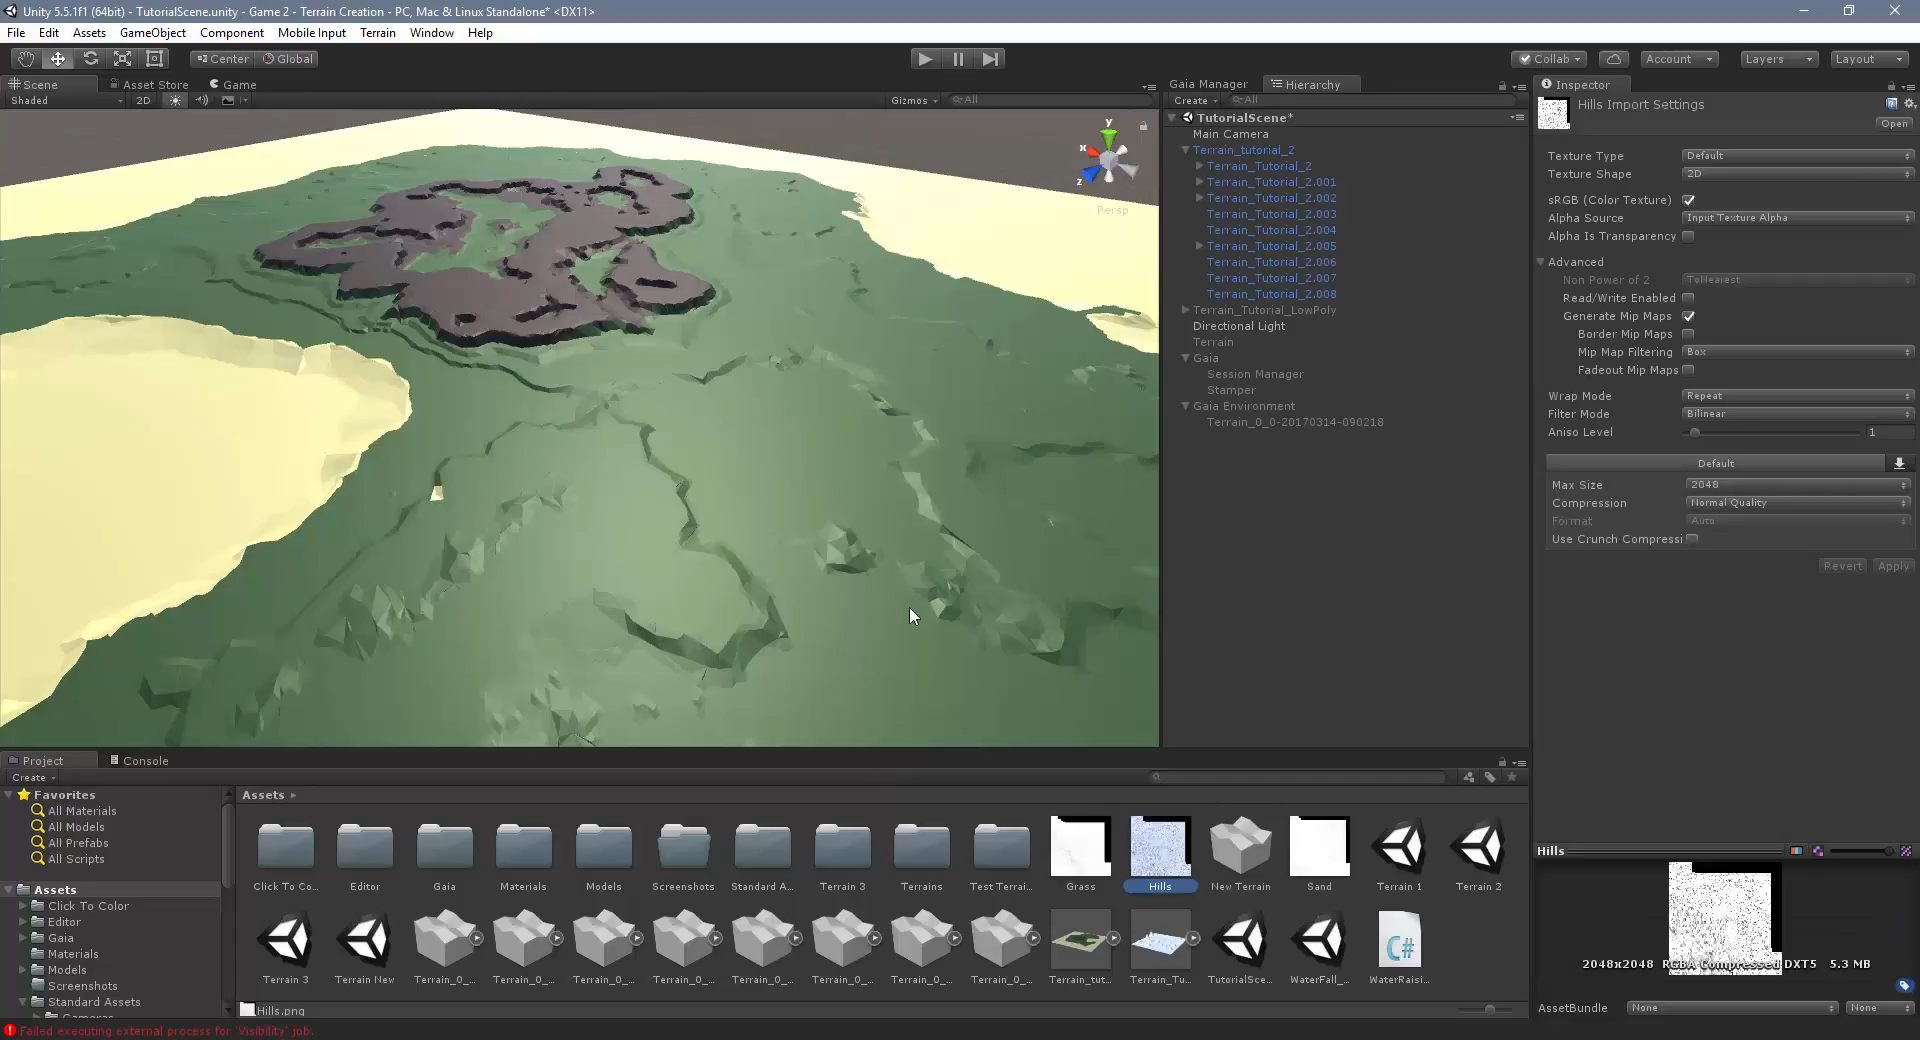 Unity 5.5.1f1 (64bit) - TutorialScene.unity - Game 2 - Terrain Creation - PC, Mac & Linux Standalone* <DX11>
File Edit Assets GameObject Component Mobile Input Terrain Window Help
Center Global
Collab Account Layers Layout
Scene Asset Store Game
Shaded 2D Gizmos All
y
x
z
Persp
Gaia Manager Hierarchy
Create All
TutorialScene*
Main Camera
Terrain_tutorial_2
Terrain_Tutorial_2
Terrain_Tutorial_2.001
Terrain_Tutorial_2.002
Terrain_Tutorial_2.003
Terrain_Tutorial_2.004
Terrain_Tutorial_2.005
Terrain_Tutorial_2.006
Terrain_Tutorial_2.007
Terrain_Tutorial_2.008
Terrain_Tutorial_LowPoly
Directional Light
Terrain
Gaia
Session Manager
Stamper
Gaia Environment
Terrain_0_0-20170314-090218
Inspector
Hills Import Settings
Open
Texture Type Default
Texture Shape 2D
sRGB (Color Texture)
Alpha Source Input Texture Alpha
Alpha Is Transparency
Advanced
Non Power of 2 ToNearest
Read/Write Enabled
Generate Mip Maps
Border Mip Maps
Mip Map Filtering Box
Fadeout Mip Maps
Wrap Mode Repeat
Filter Mode Bilinear
Aniso Level 1
Default
Max Size 2048
Compression Normal Quality
Format Auto
Use Crunch Compressi
Revert Apply
Project Console
Create
Favorites
All Materials
All Models
All Prefabs
All Scripts
Assets
Click To Color
Editor
Gaia
Materials
Models
Screenshots
Standard Assets
Cameras
Assets
Click To Co... Editor Gaia Materials Models Screenshots Standard A... Terrain 3 Terrains Test Terrai... Grass Hills New Terrain Sand Terrain 1 Terrain 2
C#
Terrain 3 Terrain New Terrain_0_... Terrain_0_... Terrain_0_... Terrain_0_... Terrain_0_... Terrain_0_... Terrain_0_... Terrain_0_... Terrain_tut... Terrain_Tu... TutorialSce... WaterFall_... WaterRaisi...
Hills.png
Hills
2048x2048 RGBA Compressed DXT5 5.3 MB
AssetBundle None None
Failed executing external process for 'Visibility' job.